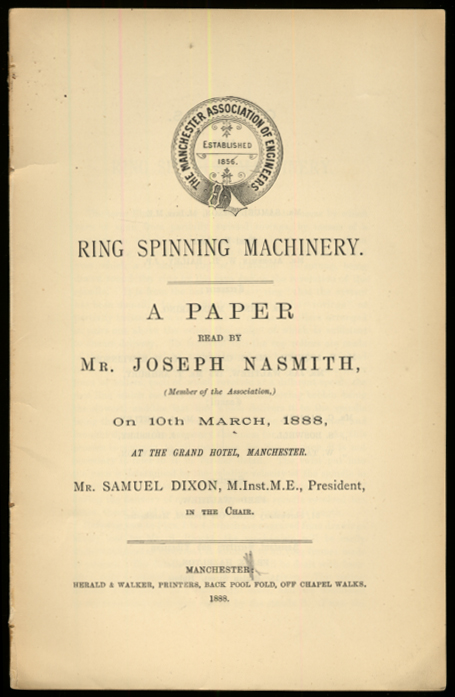 THE MANCHESTER ASSOCIATION OF ENGINEERS
ESTABLISHED
1856.
RING SPINNING MACHINERY.
A PAPER
READ BY
MR. JOSEPH NASMITH,
(Member of the Association,)
On 10th MARCH, 1888,
AT THE GRAND HOTEL, MANCHESTER.
MR. SAMUEL DIXON, M.Inst.M.E., President,
IN THE CHAIR.
MANCHESTER:
HERALD & WALKER, PRINTERS, BACK POOL FOLD, OFF CHAPEL WALKS.
1888.